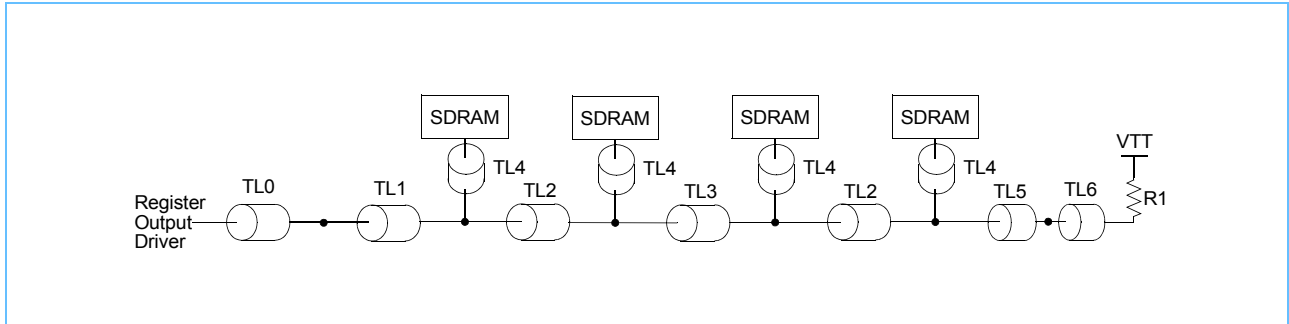 SDRAM SDRAM SDRAM SDRAM
VTT
TL4 TL4 TL4 TL4
TL0 TL1 TL2 TL3 TL2 TL5 TL6
R1
Register
Output
Driver